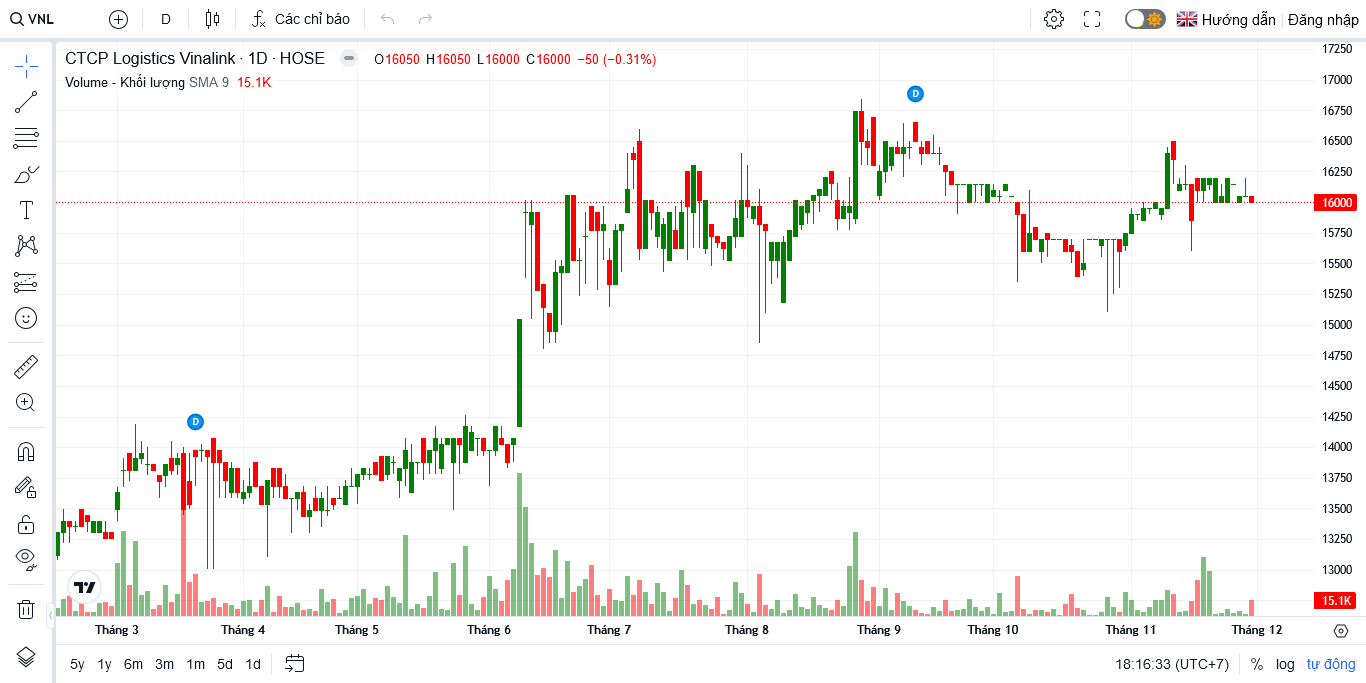 VNL D Các chỉ báo Hướng dẫn Đăng nhập
CTCP Logistics Vinalink · 1D · HOSE O16050 H16050 L16000 C16000 −50 (−0.31%)
Volume - Khối lượng SMA 9 15.1K
D
D
17250
17000
16750
16500
16250
16000
15750
15500
15250
15000
14750
14500
14250
14000
13750
13500
13250
13000
15.1K
Tháng 3 Tháng 4 Tháng 5 Tháng 6 Tháng 7 Tháng 8 Tháng 9 Tháng 10 Tháng 11 Tháng 12
5y 1y 6m 3m 1m 5d 1d 18:16:33 (UTC+7) % log tự động